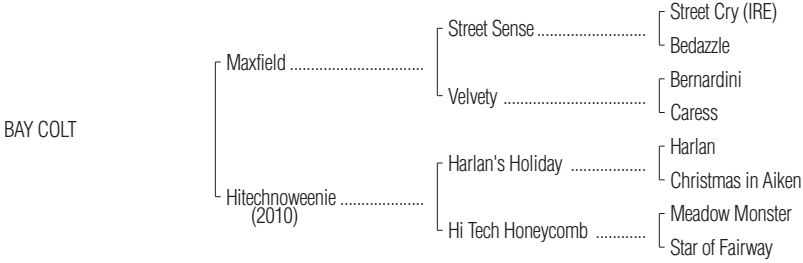 BAY COLT
Maxfield ................................
Hitechnoweenie ....................
(2010)
Street Sense ..........................
Velvety ..................................
Harlan's Holiday ..................
Hi Tech Honeycomb ............
Street Cry (IRE)
Bedazzle
Bernardini
Caress
Harlan
Christmas in Aiken
Meadow Monster
Star of Fairway